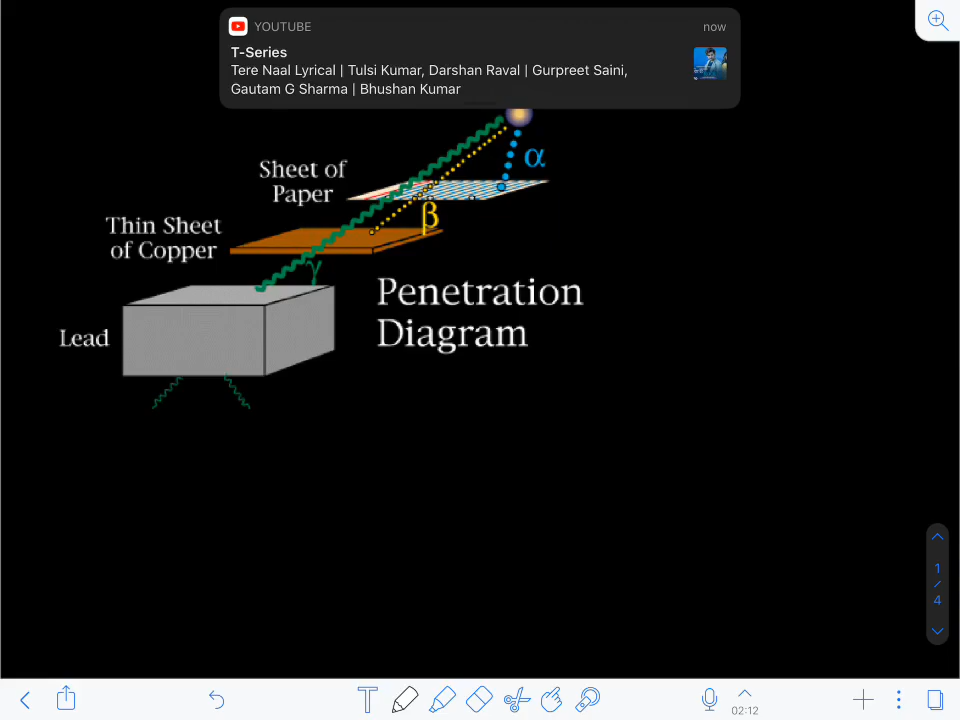 YOUTUBE
now
T-Series
Tere Naal Lyrical | Tulsi Kumar, Darshan Raval | Gurpreet Saini,
Gautam G Sharma | Bhushan Kumar
α
Sheet of
Paper
β
Thin Sheet
of Copper
γ
Penetration
Diagram
Lead
1
/
4
T
02:12